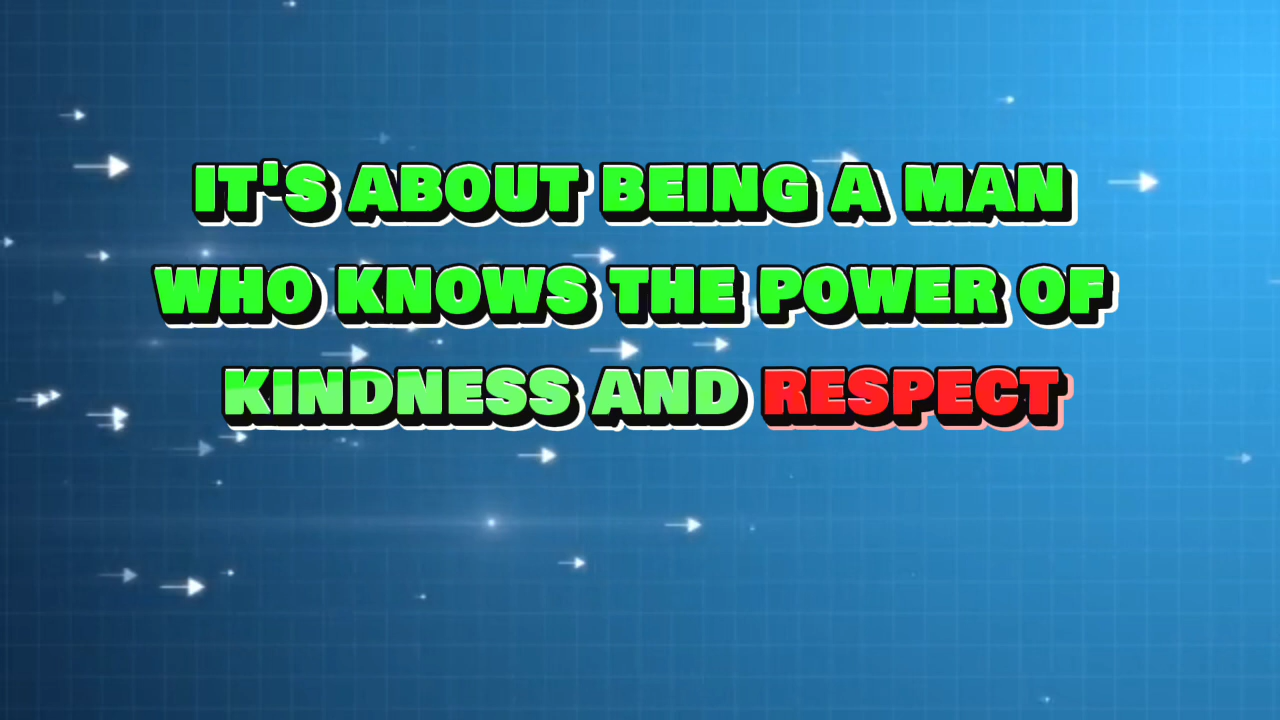 IT'S ABOUT BEING A MAN
WHO KNOWS THE POWER OF
KINDNESS AND RESPECT